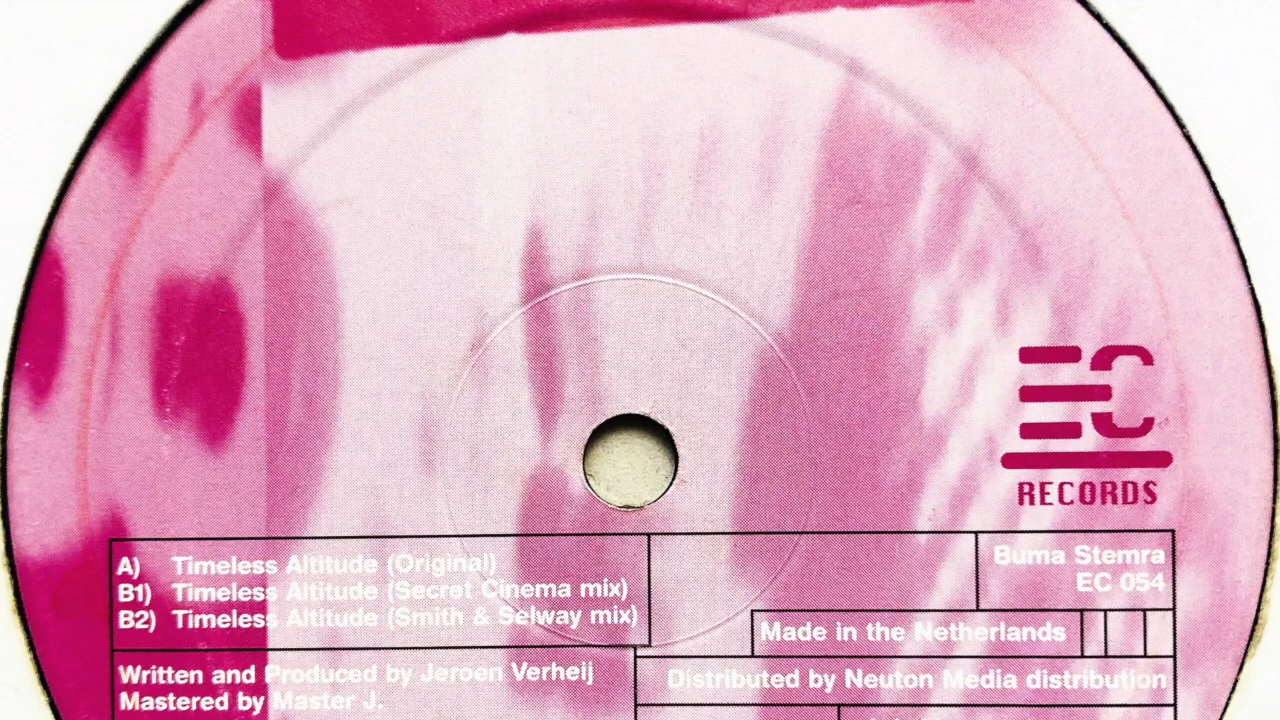 EC
RECORDS
A) Timeless Altitude (Original)
B1) Timeless Altitude (Secret Cinema mix)
B2) Timeless Altitude (Smith & Selway mix)
Buma Stemra
EC 054
Made in the Netherlands
Written and Produced by Jeroen Verheij
Mastered by Master J.
Distributed by Neuton Media distribution